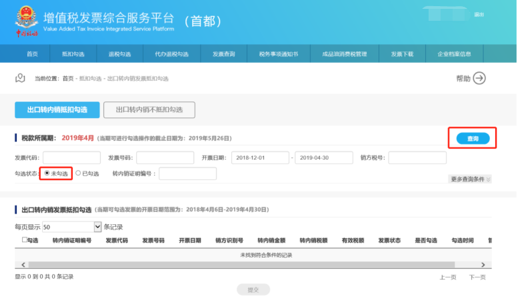 增值税发票综合服务平台 (首都)
Value Added Tax Invoice Integrated Service Platform
中国税务
首页 抵扣勾选 退税勾选 代办退税勾选 发票查询 税务事项通知书 成品油消费税管理 发票下载 企业档案信息
当前位置：首页 - 抵扣勾选 - 出口转内销发票抵扣勾选 帮助
出口转内销抵扣勾选 出口转内销不抵扣勾选
税款所属期：2019年4月 (当期可进行勾选操作的截止日期为：2019年5月26日) 查询
发票代码： 发票号码： 开票日期： 2018-12-01 - 2019-04-30 销方税号：
勾选状态： 未勾选 已勾选 转内销证明编号：
更多查询条件
出口转内销发票抵扣勾选 (当期可勾选发票的开票日期范围为：2018年4月6日-2019年4月30日)
每页显示 50 条记录
勾选 转内销证明编号 发票代码 发票号码 开票日期 销方识别号 转内销金额 转内销税额 有效税额 发票状态 是否勾选 勾选时间
未找到符合条件的记录
显示 0 到 0 共 0 条记录 上一页 下一页
提交